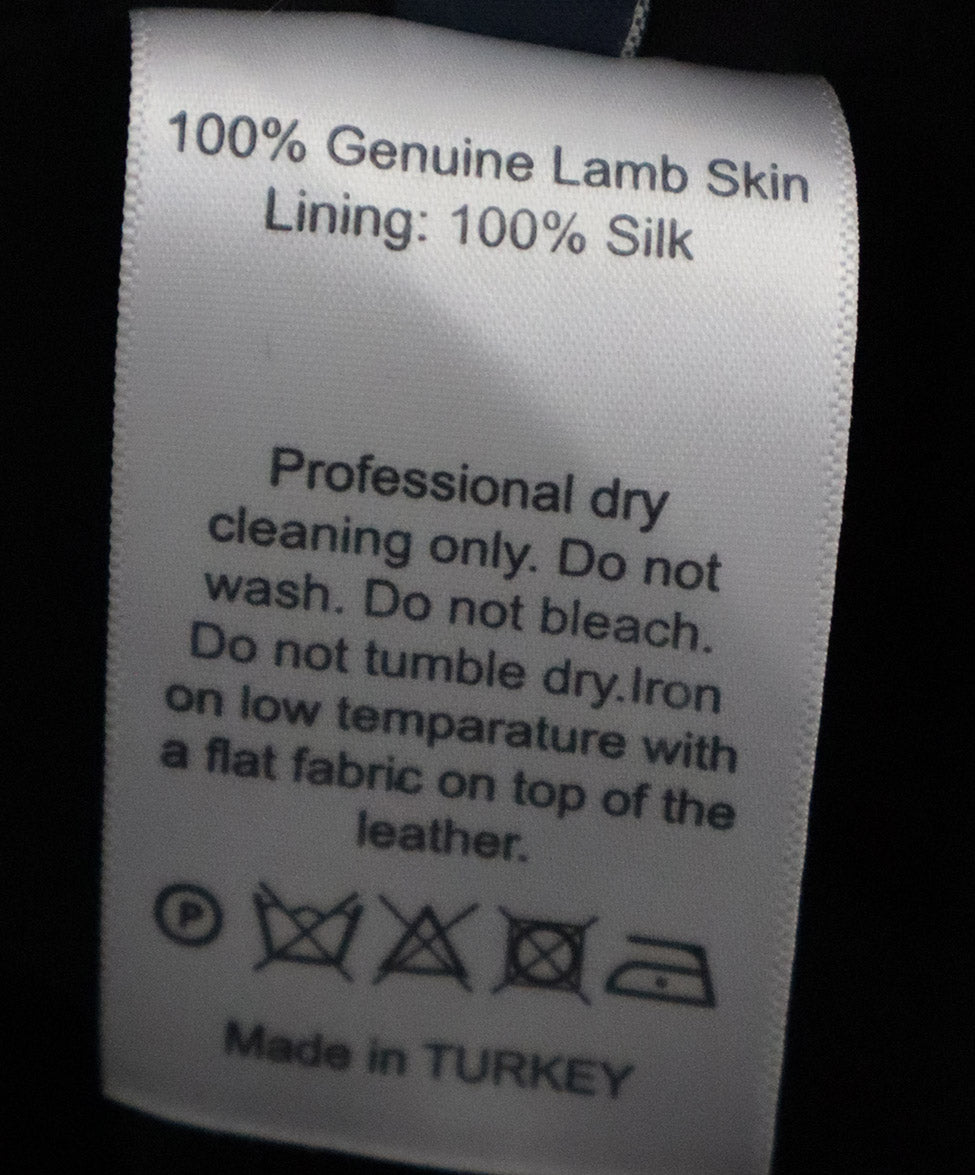 100% Genuine Lamb Skin
Lining: 100% Silk
Professional dry
cleaning only. Do not
wash. Do not bleach.
Do not tumble dry.Iron
on low temparature with
a flat fabric on top of the
leather.
P
Made in TURKEY